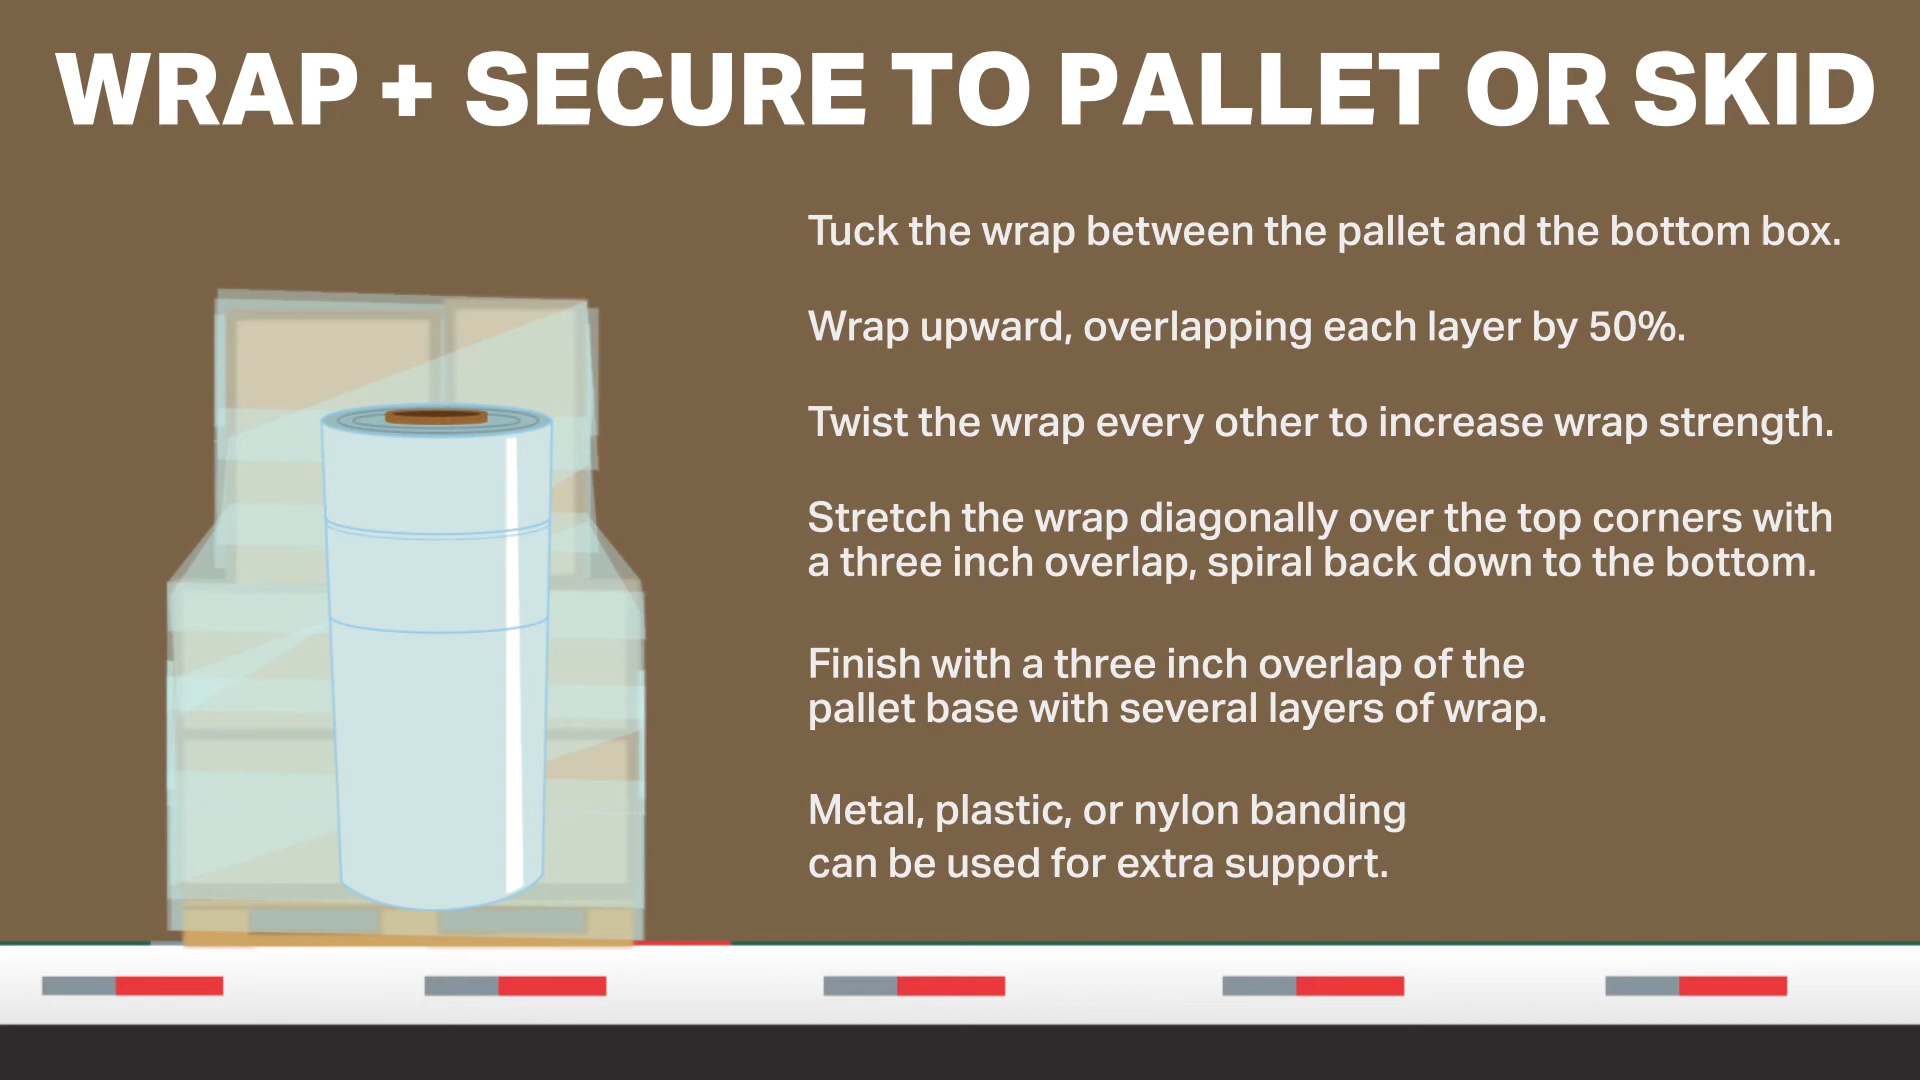 WRAP + SECURE TO PALLET OR SKID
Tuck the wrap between the pallet and the bottom box.
Wrap upward, overlapping each layer by 50%.
Twist the wrap every other to increase wrap strength.
Stretch the wrap diagonally over the top corners with
a three inch overlap, spiral back down to the bottom.
Finish with a three inch overlap of the
pallet base with several layers of wrap.
Metal, plastic, or nylon banding
can be used for extra support.